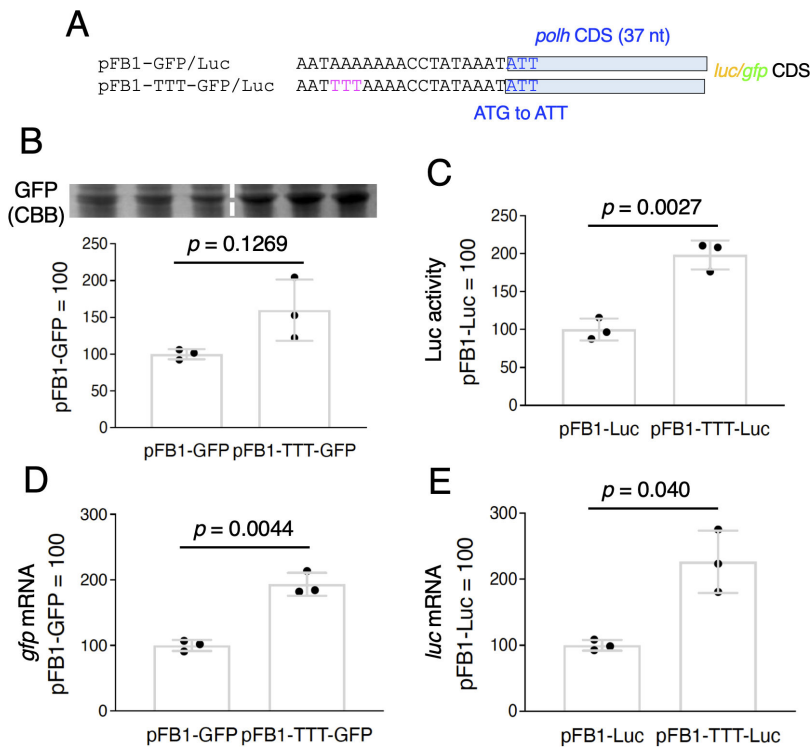 A
polh CDS (37 nt)
pFB1-GFP/Luc AATAAAAAAACCTATAAATATT
luc/gfp CDS
pFB1-TTT-GFP/Luc AATTTTAAAACCTATAAATATT
ATG to ATT
B
GFP
(CBB)
p = 0.1269
pFB1-GFP = 100
250
200
150
100
50
0
pFB1-GFP pFB1-TTT-GFP
C
p = 0.0027
Luc activity
pFB1-Luc = 100
250
200
150
100
50
0
pFB1-Luc pFB1-TTT-Luc
D
p = 0.0044
gfp mRNA
pFB1-GFP = 100
300
200
100
0
pFB1-GFP pFB1-TTT-GFP
E
p = 0.040
luc mRNA
pFB1-Luc = 100
300
200
100
0
pFB1-Luc pFB1-TTT-Luc